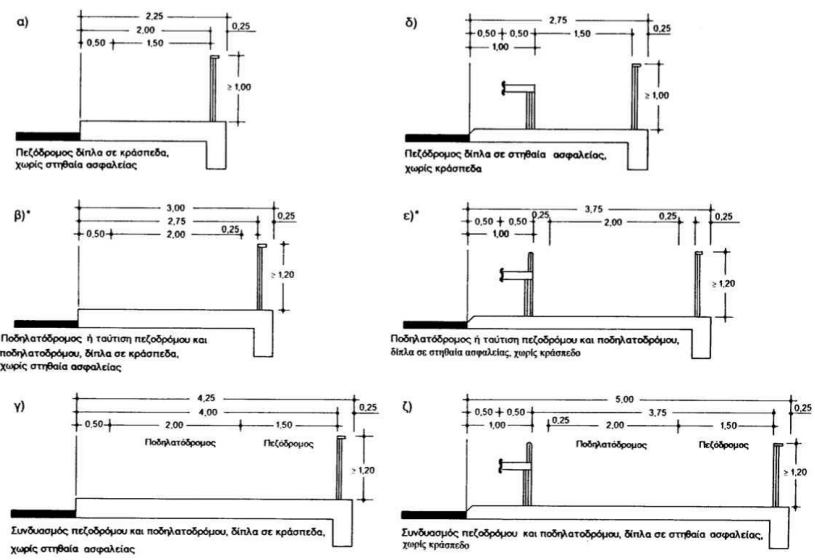 α)
2,25
2,00
0,25
0,50
1,50
≥ 1,00
Πεζόδρομος δίπλα σε κράσπεδα,
χωρίς στηθαία ασφαλείας
δ)
2,75
0,50
0,50
1,50
0,25
1,00
≥ 1,00
Πεζόδρομος δίπλα σε στηθαία ασφαλείας,
χωρίς κράσπεδα
β)*
3,00
2,75
0,25
0,50
2,00
0,25
≥ 1,20
Ποδηλατόδρομος ή ταύτιση πεζοδρόμου και
ποδηλατοδρόμου, δίπλα σε κράσπεδα,
χωρίς στηθαία ασφαλείας
ε)*
3,75
0,50
0,50
0,25
2,00
0,25
0,25
1,00
≥ 1,20
Ποδηλατόδρομος ή ταύτιση πεζοδρόμου και ποδηλατοδρόμου,
δίπλα σε στηθαία ασφαλείας, χωρίς κράσπεδο
γ)
4,25
4,00
0,25
0,50
2,00
1,50
Ποδηλατόδρομος
Πεζόδρομος
≥ 1,20
Συνδυασμός πεζοδρόμου και ποδηλατοδρόμου, δίπλα σε κράσπεδα,
χωρίς στηθαία ασφαλείας
ζ)
5,00
0,50
0,50
3,75
0,25
1,00
0,25
2,00
1,50
Ποδηλατόδρομος
Πεζόδρομος
≥ 1,20
Συνδυασμός πεζοδρόμου και ποδηλατοδρόμου, δίπλα σε στηθαία ασφαλείας,
χωρίς κράσπεδο